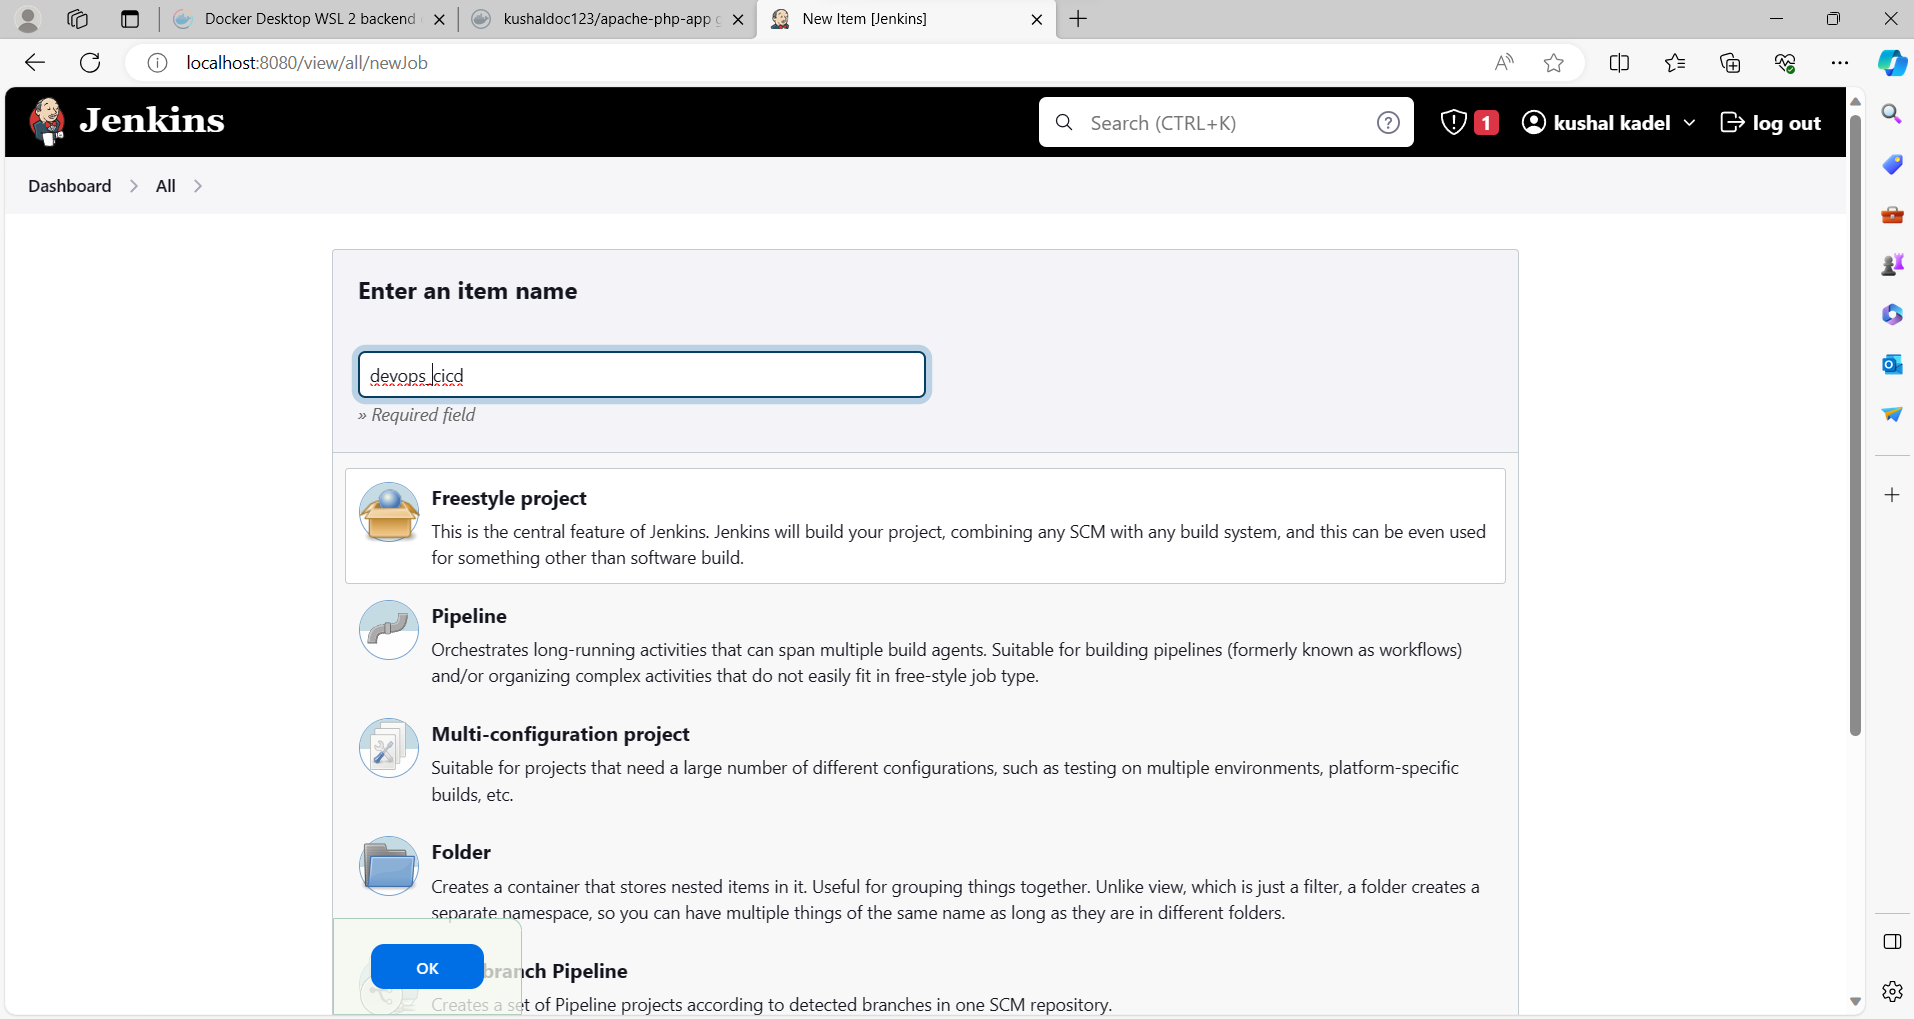 Docker Desktop WSL 2 backend
kushaldoc123/apache-php-app
New Item [Jenkins]
localhost:8080/view/all/newJob
Jenkins
Search (CTRL+K)
1
kushal kadel
log out
Dashboard
All
Enter an item name
devops_cicd
» Required field
Freestyle project
This is the central feature of Jenkins. Jenkins will build your project, combining any SCM with any build system, and this can be even used
for something other than software build.
Pipeline
Orchestrates long-running activities that can span multiple build agents. Suitable for building pipelines (formerly known as workflows)
and/or organizing complex activities that do not easily fit in free-style job type.
Multi-configuration project
Suitable for projects that need a large number of different configurations, such as testing on multiple environments, platform-specific
builds, etc.
Folder
Creates a container that stores nested items in it. Useful for grouping things together. Unlike view, which is just a filter, a folder creates a
separate namespace, so you can have multiple things of the same name as long as they are in different folders.
OK
branch Pipeline
Creates a set of Pipeline projects according to detected branches in one SCM repository.